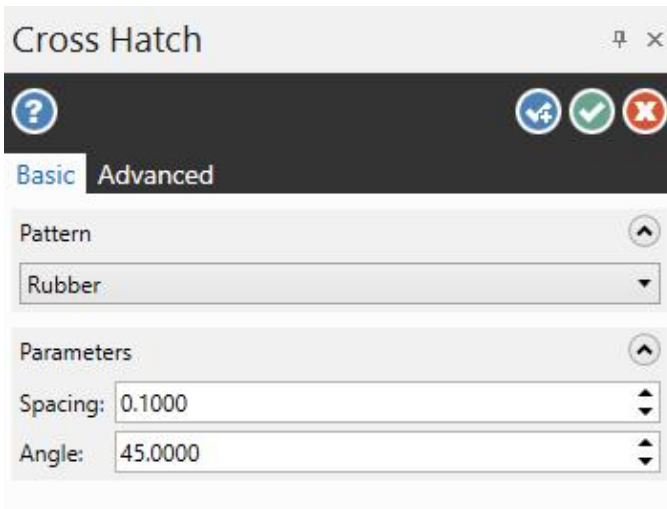 Cross Hatch
Basic Advanced
Pattern
Rubber
Parameters
Spacing: 0.1000
Angle: 45.0000